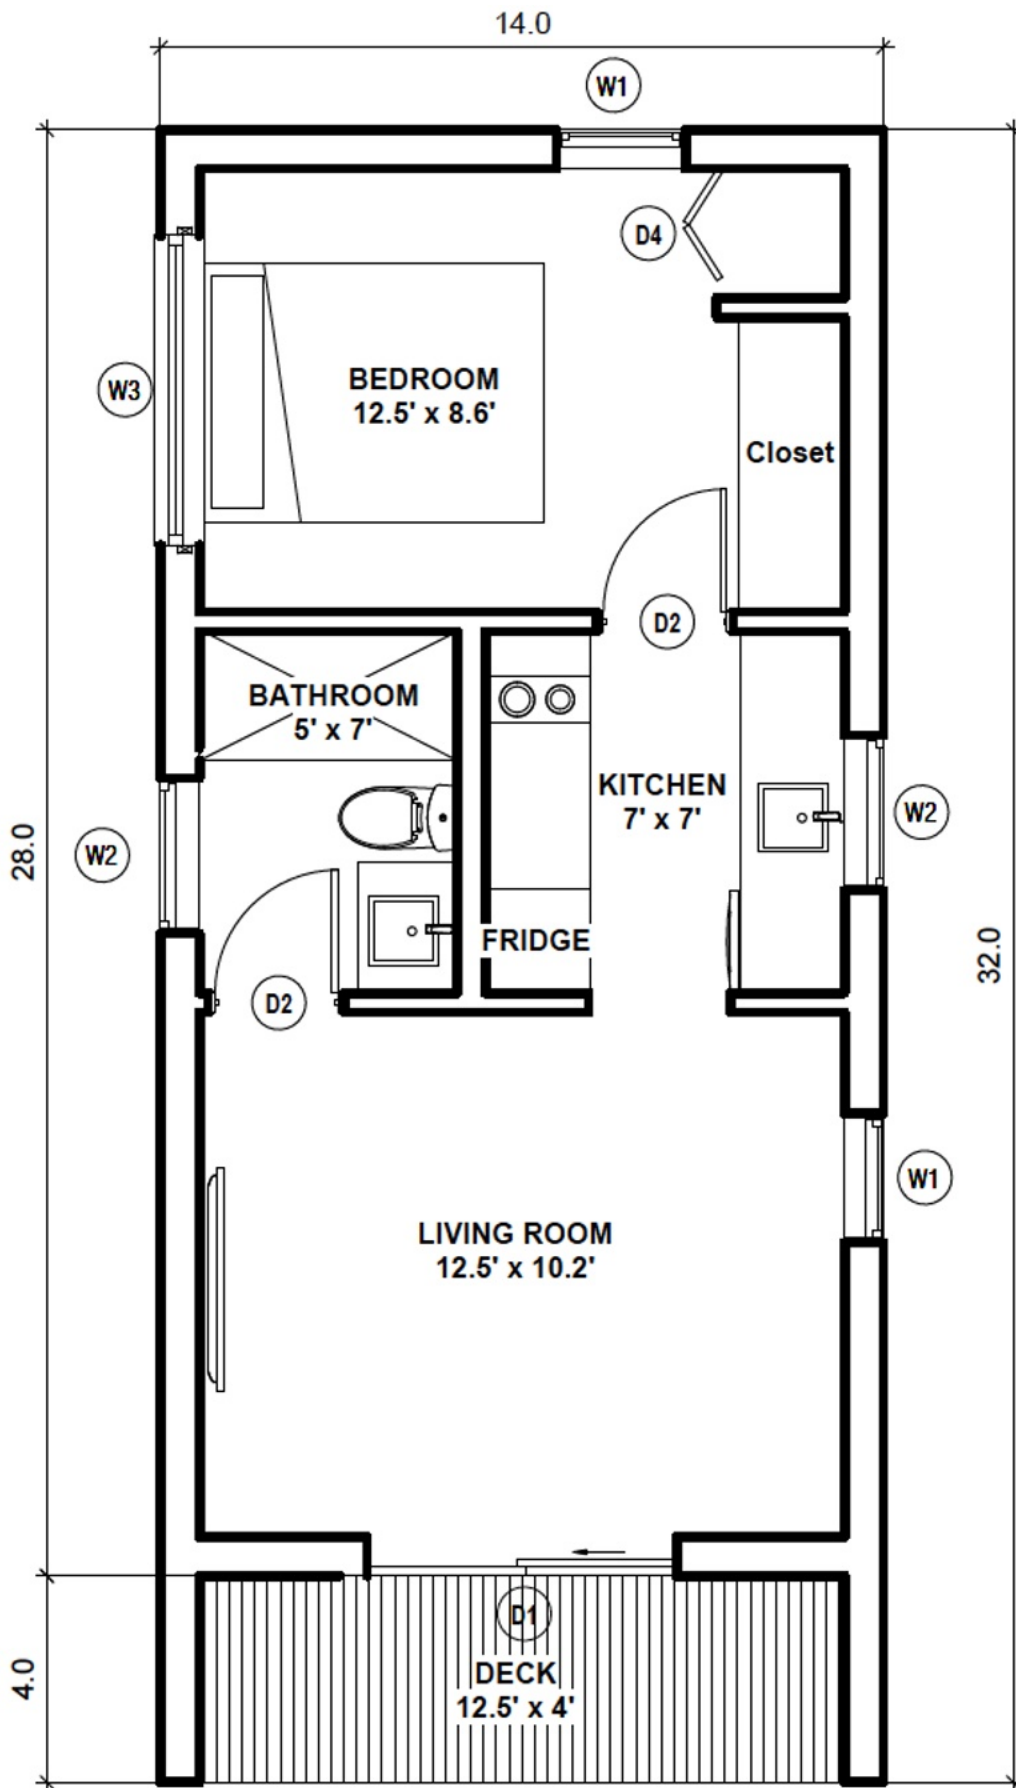 14.0
W1
D4
BEDROOM
12.5' x 8.6'
W3
Closet
D2
BATHROOM
5' x 7'
KITCHEN
7' x 7'
W2
W2
28.0
FRIDGE
32.0
D2
W1
LIVING ROOM
12.5' x 10.2'
D1
DECK
12.5' x 4'
4.0